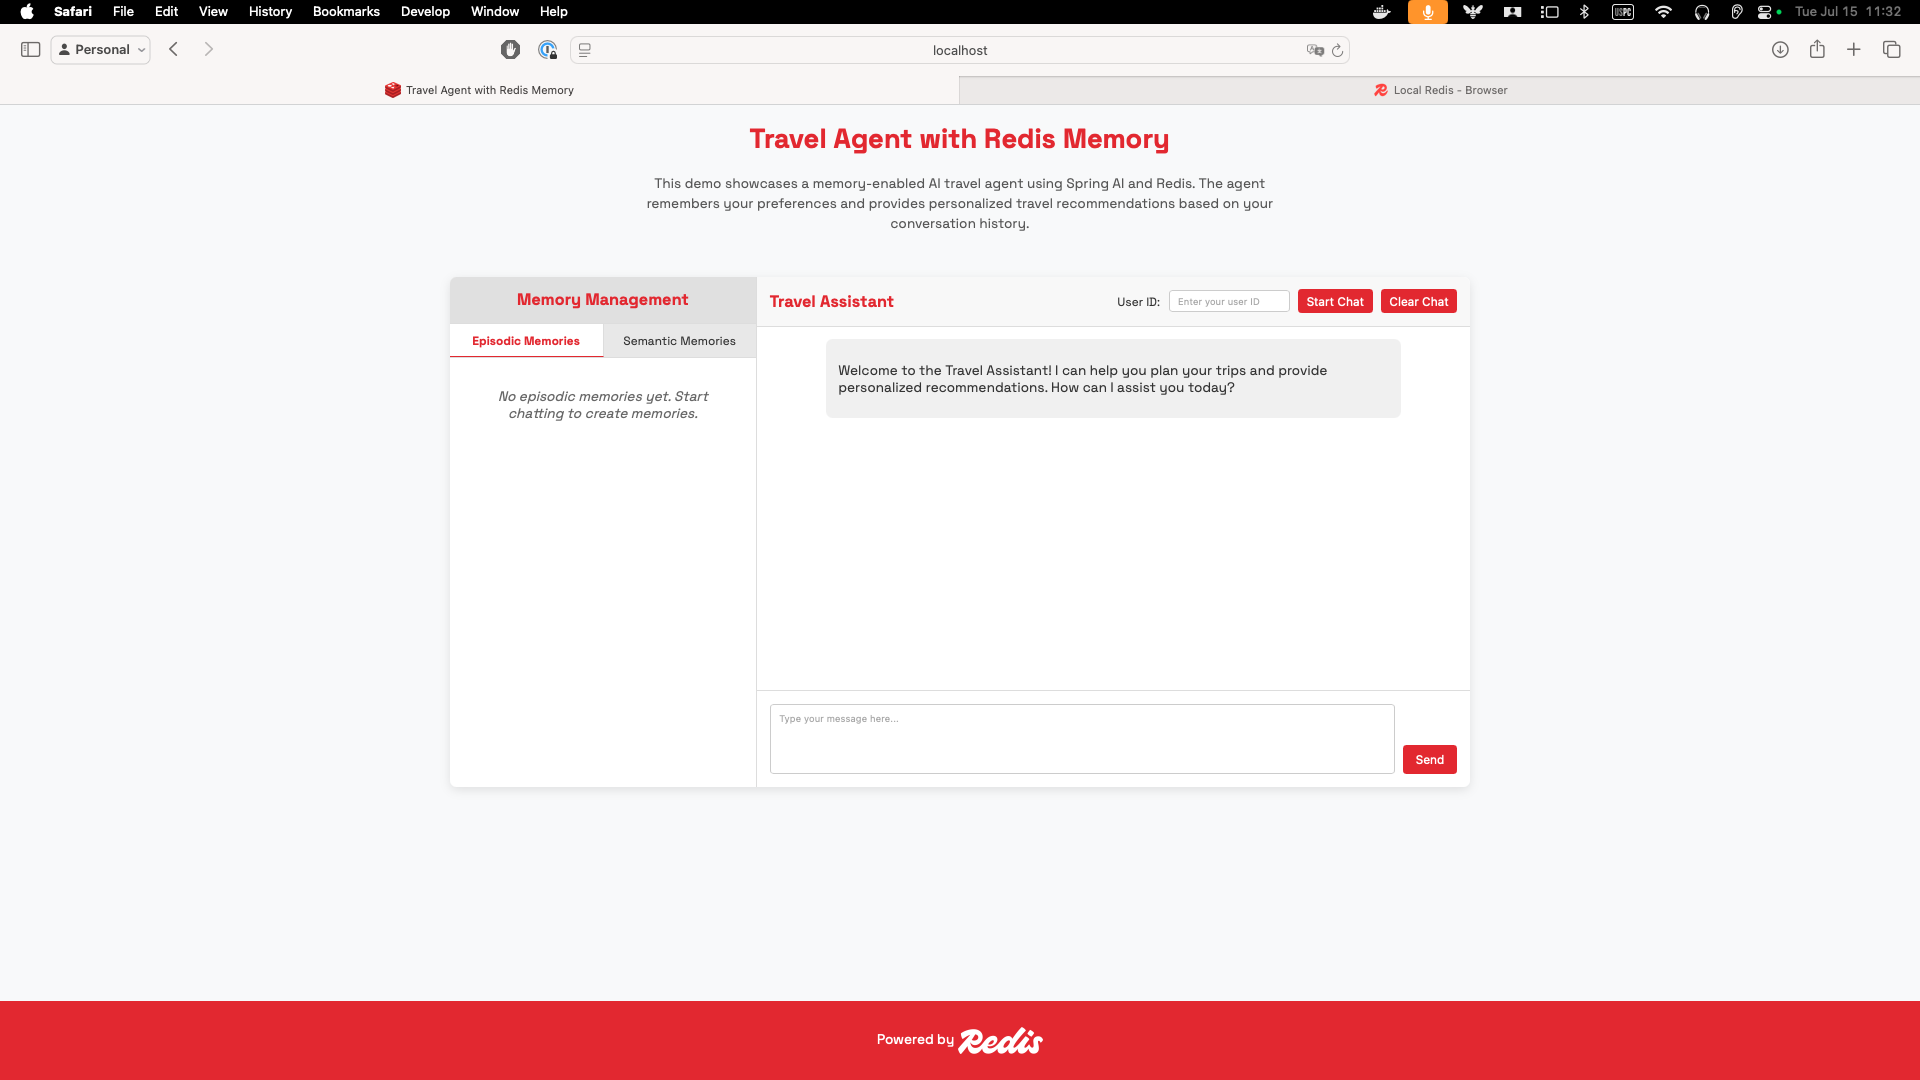 Safari File Edit View History Bookmarks Develop Window Help USPC Tue Jul 15 11:32
Personal localhost
Travel Agent with Redis Memory Local Redis - Browser
Travel Agent with Redis Memory
This demo showcases a memory-enabled AI travel agent using Spring AI and Redis. The agent
remembers your preferences and provides personalized travel recommendations based on your
conversation history.
Memory Management
Episodic Memories Semantic Memories
No episodic memories yet. Start
chatting to create memories.
Travel Assistant User ID: Enter your user ID Start Chat Clear Chat
Welcome to the Travel Assistant! I can help you plan your trips and provide
personalized recommendations. How can I assist you today?
Type your message here...
Send
Powered by Redis